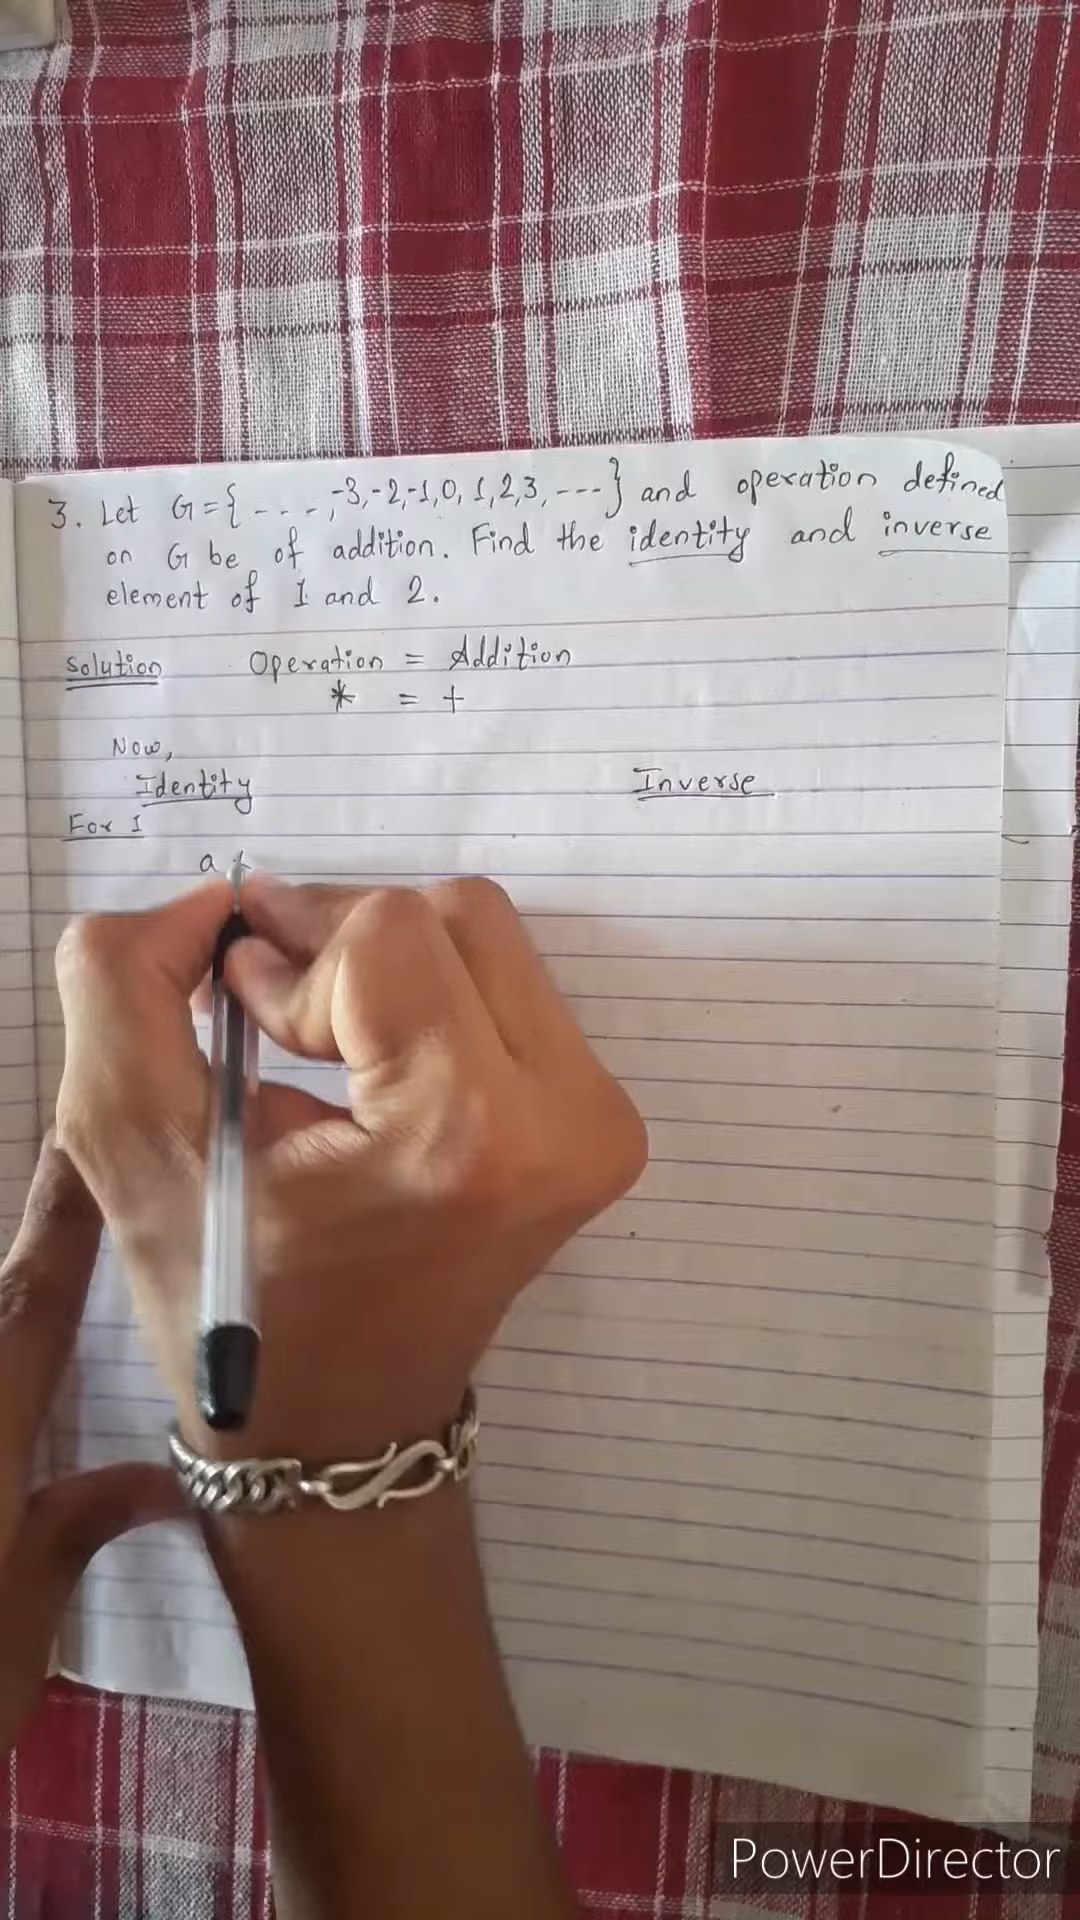 3. Let G = {- - - -, -3, -2, -1, 0, 1, 2, 3, - - - -} and operation defined
on G be of addition. Find the identity and inverse
element of 1 and 2.
Solution Operation = Addition
* = +
Now,
Identity Inverse
For 1
a *
PowerDirector